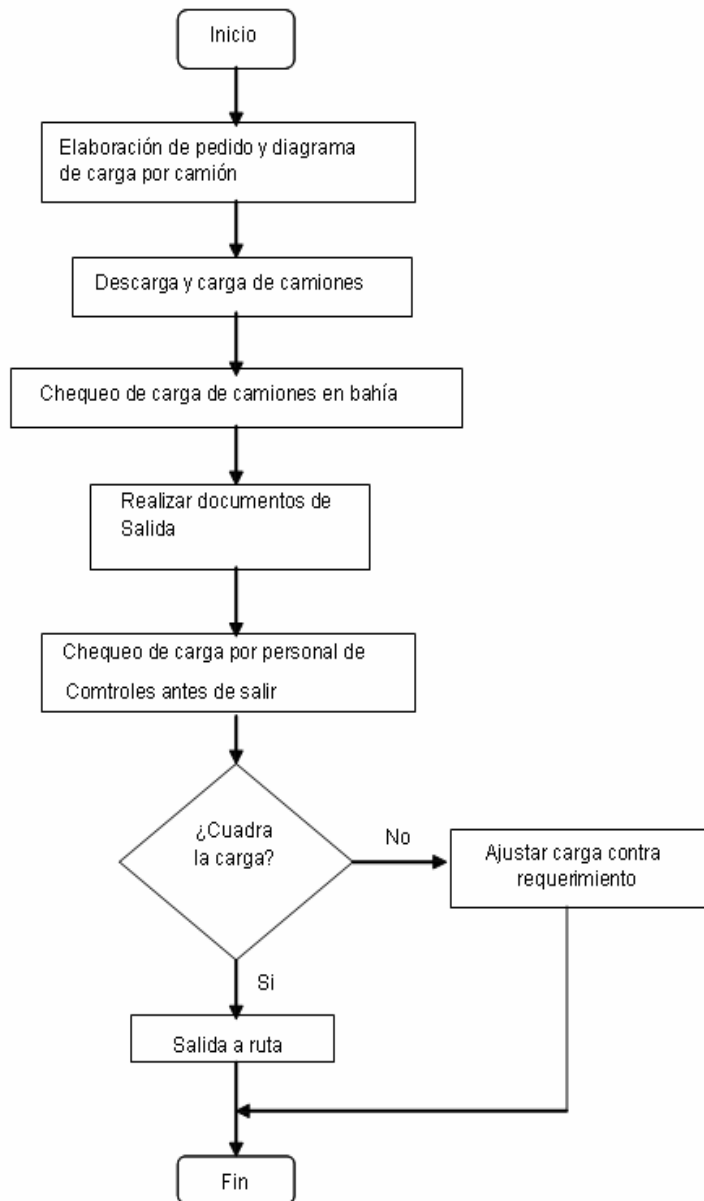 Inicio
Elaboración de pedido y diagrama
de carga por camión
Descarga y carga de camiones
Chequeo de carga de camiones en bahía
Realizar documentos de
Salida
Chequeo de carga por personal de
Comtroles antes de salir
¿Cuadra
la carga?
No
Ajustar carga contra
requerimiento
Si
Salida a ruta
Fin